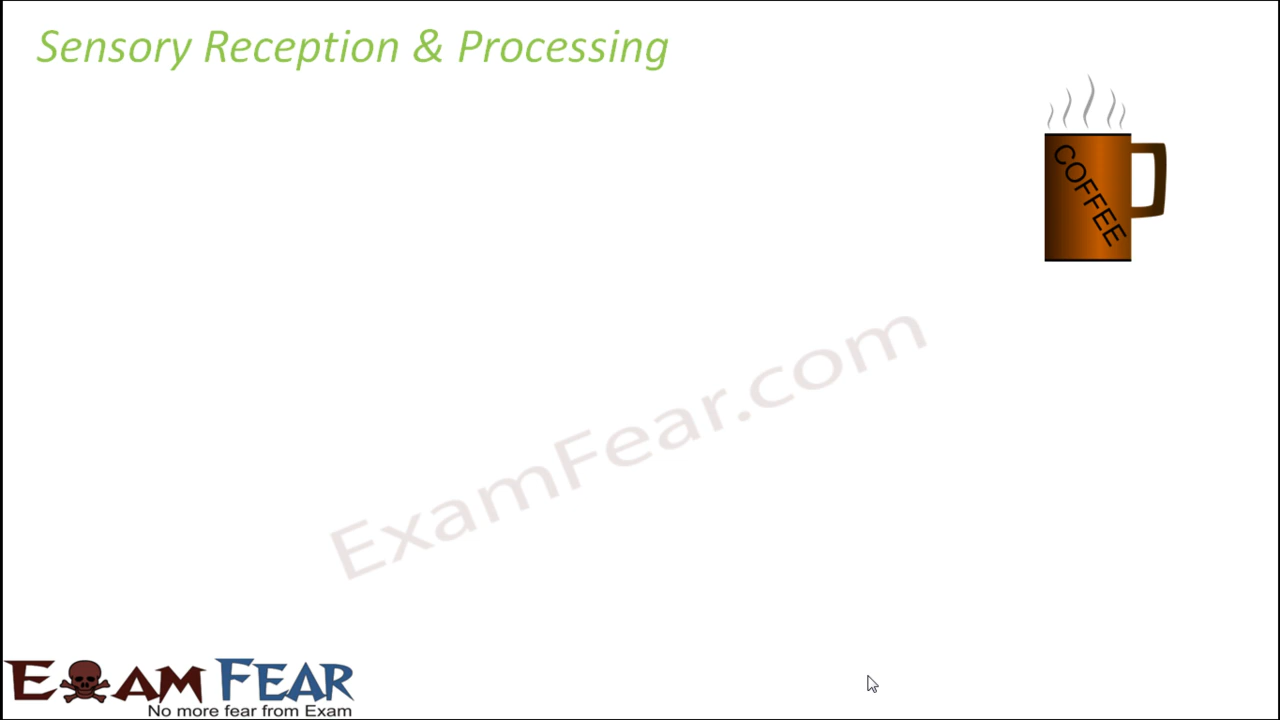 Sensory Reception & Processing
COFFEE
ExamFear.com
EXAM FEAR
No more fear from Exam